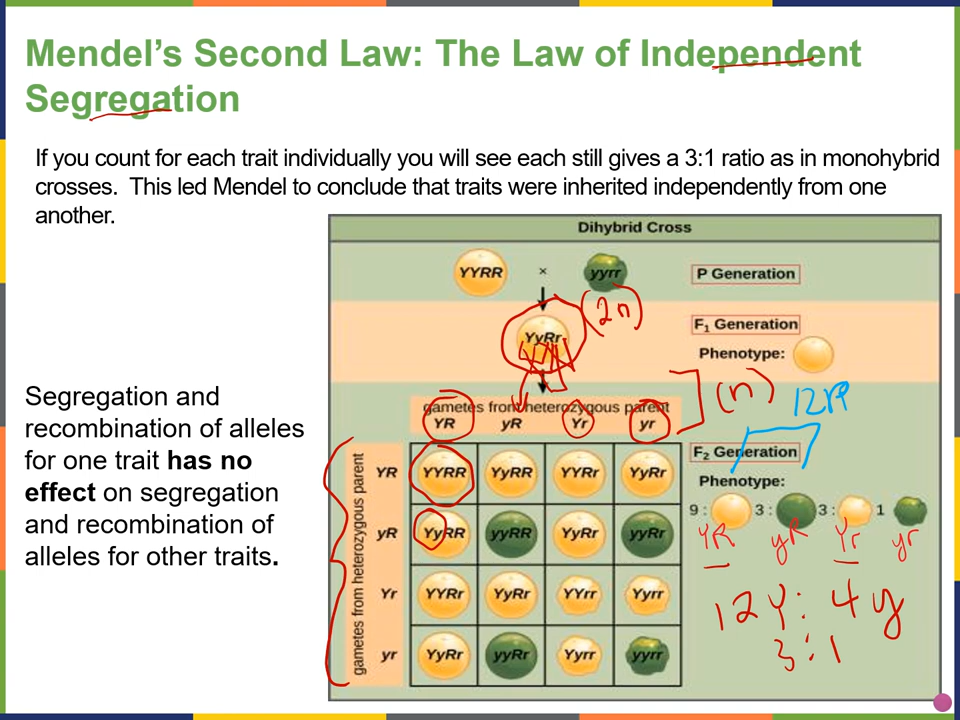 Mendel’s Second Law: The Law of Independent
Segregation
If you count for each trait individually you will see each still gives a 3:1 ratio as in monohybrid
crosses.  This led Mendel to conclude that traits were inherited independently from one
another.
Segregation and
recombination of alleles
for one trait has no
effect on segregation
and recombination of
alleles for other traits.
Dihybrid Cross
YYRR × yyrr P Generation
(2n)
YyRr F1 Generation
Phenotype:
gametes from heterozygous parent
YR yR Yr yr
(n)
gametes from heterozygous parent
YR YYRR YyRR YYRr YyRr
yR YyRR yyRR YyRr yyRr
Yr YYRr YyRr YYrr Yyrr
yr YyRr yyRr Yyrr yyrr
F2 Generation
Phenotype:
9 : 3 : 3 : 1
YR yR Yr yr
12 Y : 4 y
3 : 1